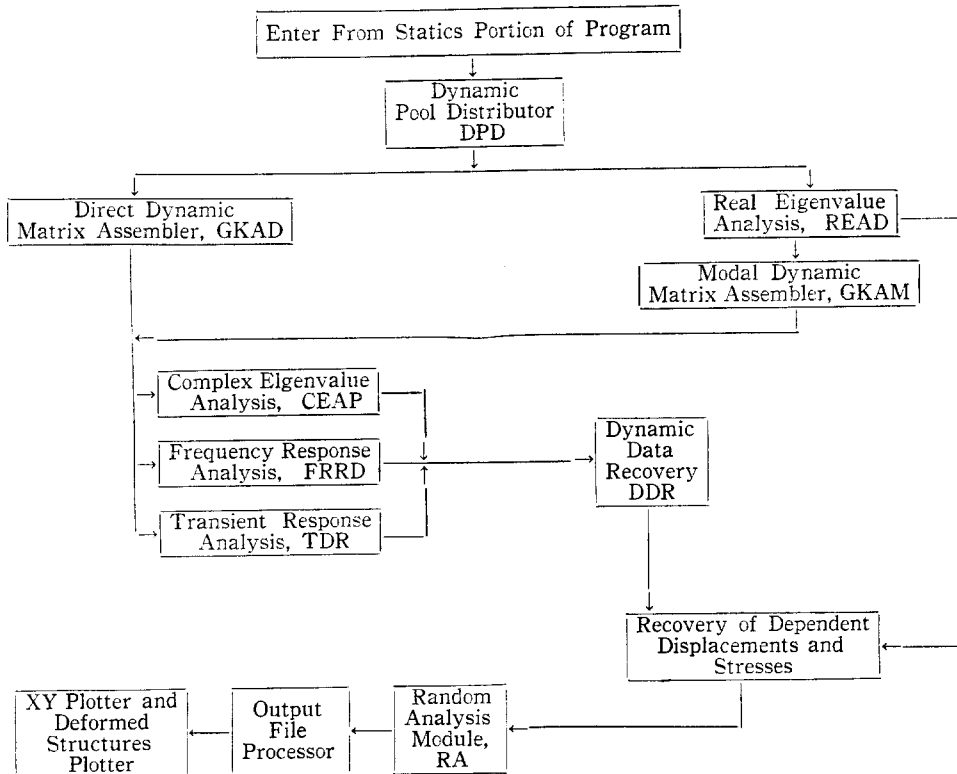 Enter From Statics Portion of Program
Dynamic
Pool Distributor
DPD
Direct Dynamic
Matrix Assembler, GKAD
Real Eigenvalue
Analysis, READ
Modal Dynamic
Matrix Assembler, GKAM
Complex Eigenvalue
Analysis, CEAP
Frequency Response
Analysis, FRRD
Transient Response
Analysis, TDR
Dynamic
Data
Recovery
DDR
Recovery of Dependent
Displacements and
Stresses
Random
Analysis
Module,
RA
Output
File
Processor
XY Plotter and
Deformed
Structures
Plotter